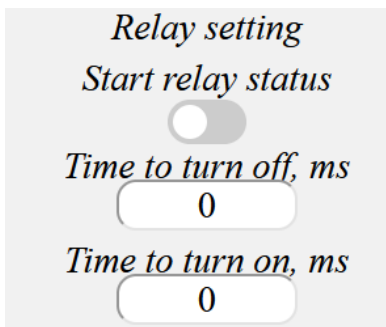 Relay setting
Start relay status
Time to turn off, ms
0
Time to turn on, ms
0